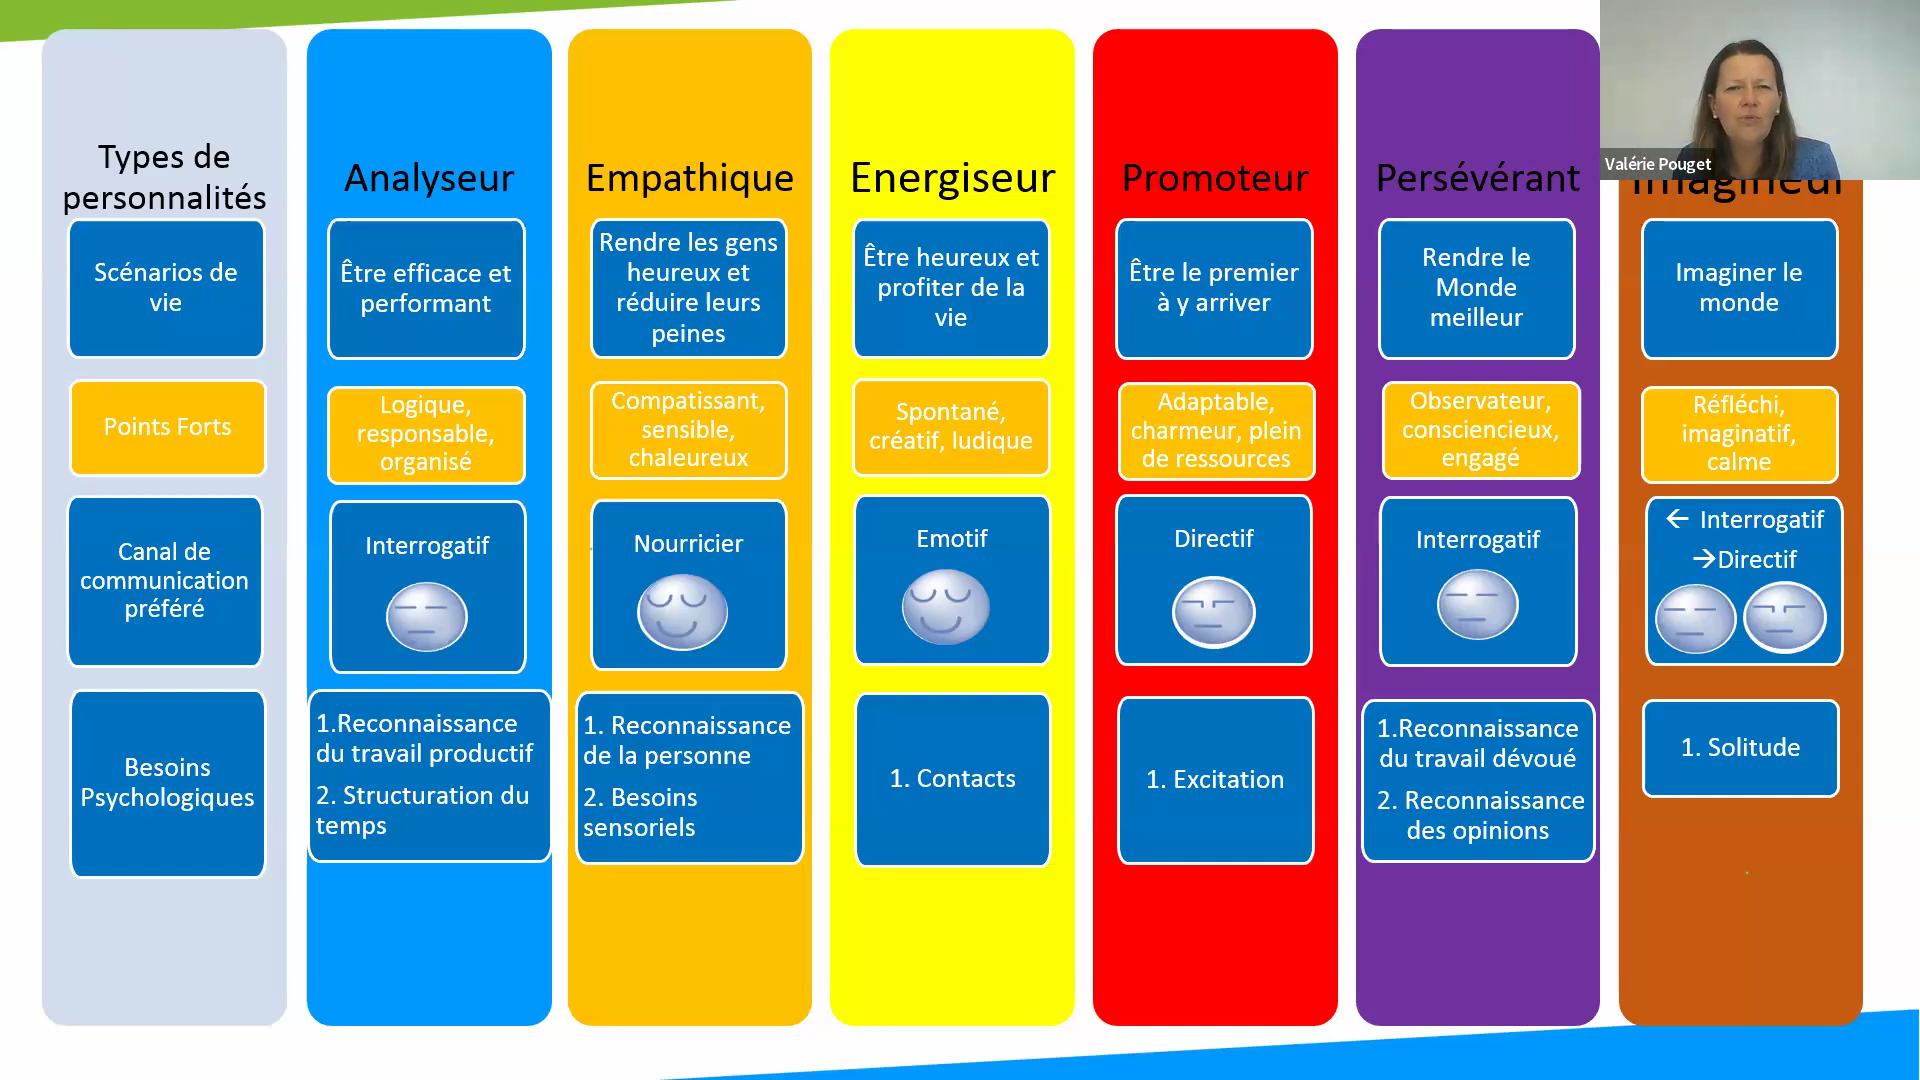 Types de
personnalités
Scénarios de
vie
Points Forts
Canal de
communication
préféré
Besoins
Psychologiques
Analyseur
Être efficace et
performant
Logique,
responsable,
organisé
Interrogatif
1.Reconnaissance
du travail productif
2. Structuration du
temps
Empathique
Rendre les gens
heureux et
réduire leurs
peines
Compatissant,
sensible,
chaleureux
Nourricier
1. Reconnaissance
de la personne
2. Besoins
sensoriels
Energiseur
Être heureux et
profiter de la
vie
Spontané,
créatif, ludique
Emotif
1. Contacts
Promoteur
Être le premier
à y arriver
Adaptable,
charmeur, plein
de ressources
Directif
1. Excitation
Persévérant
Rendre le
Monde
meilleur
Observateur,
consciencieux,
engagé
Interrogatif
1.Reconnaissance
du travail dévoué
2. Reconnaissance
des opinions
Valérie Pouget
Imagineur
Imaginer le
monde
Réfléchi,
imaginatif,
calme
← Interrogatif
→Directif
1. Solitude